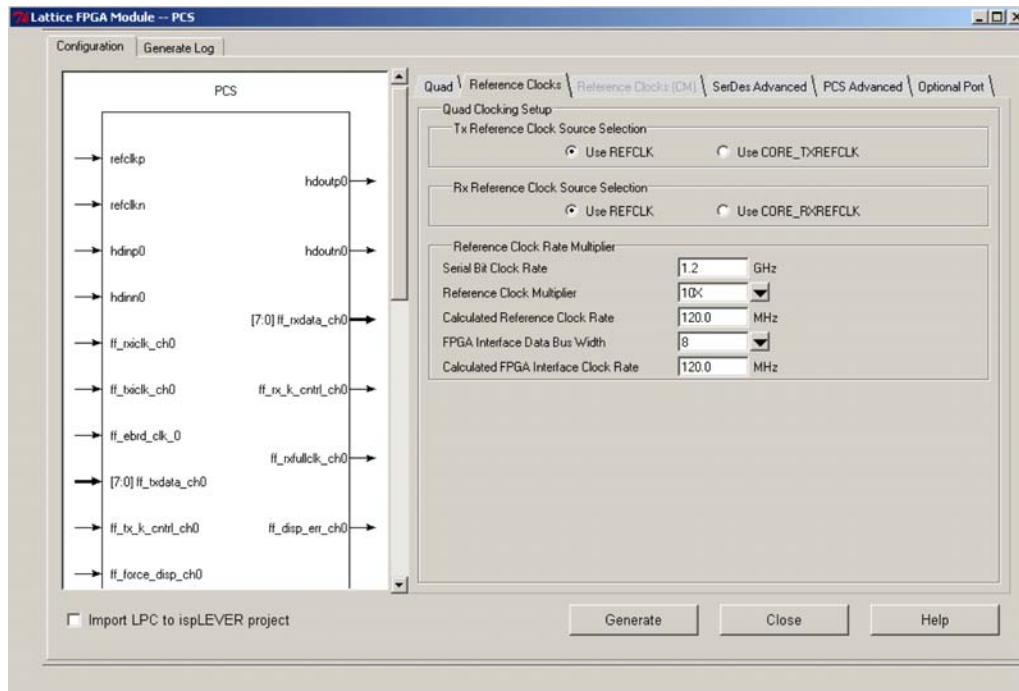 Lattice FPGA Module -- PCS
Configuration
Generate Log
PCS
refclkp
hdoutp0
refclkn
hdinp0
hdoutn0
hdinn0
[7:0] ff_rxdata_ch0
ff_rxiclk_ch0
ff_txiclk_ch0
ff_rx_k_cntrl_ch0
ff_ebrd_clk_0
ff_rxfullclk_ch0
[7:0] ff_txdata_ch0
ff_tx_k_cntrl_ch0
ff_disp_err_ch0
ff_force_disp_ch0
Quad
Reference Clocks
Reference Clocks (CM)
SerDes Advanced
PCS Advanced
Optional Port
Quad Clocking Setup
Tx Reference Clock Source Selection
Use REFCLK
Use CORE_TXREFCLK
Rx Reference Clock Source Selection
Use REFCLK
Use CORE_RXREFCLK
Reference Clock Rate Multiplier
Serial Bit Clock Rate 1.2 GHz
Reference Clock Multiplier 10X
Calculated Reference Clock Rate 120.0 MHz
FPGA Interface Data Bus Width 8
Calculated FPGA Interface Clock Rate 120.0 MHz
Import LPC to ispLEVER project
Generate
Close
Help